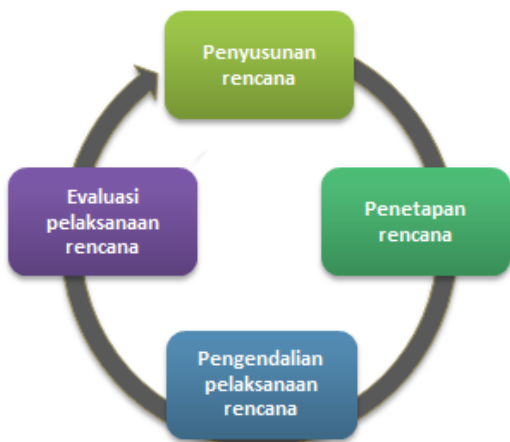 Penyusunan
rencana
Penetapan
rencana
Pengendalian
pelaksanaan
rencana
Evaluasi
pelaksanaan
rencana